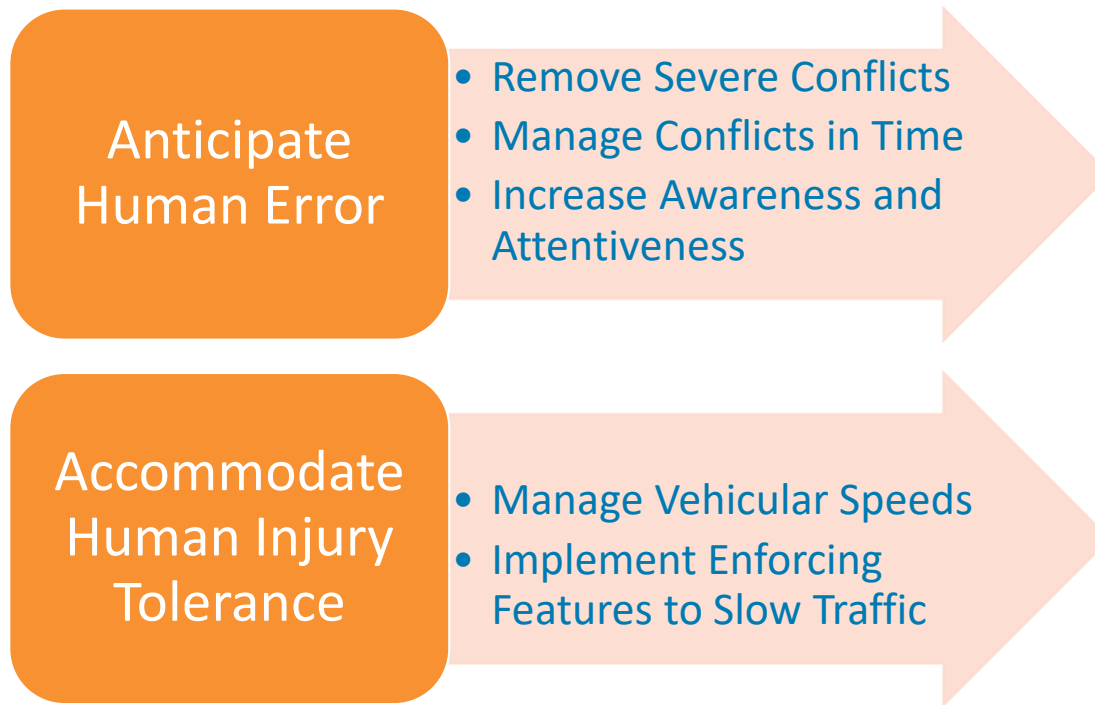 Anticipate
Human Error
• Remove Severe Conflicts
• Manage Conflicts in Time
• Increase Awareness and
Attentiveness
Accommodate
Human Injury
Tolerance
• Manage Vehicular Speeds
• Implement Enforcing
Features to Slow Traffic